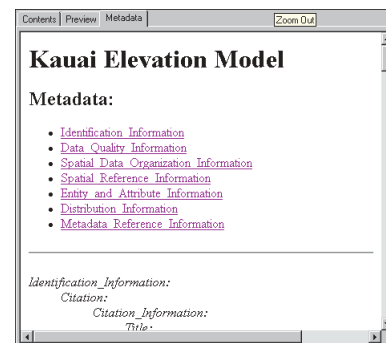 Contents Preview Metadata Zoom Out
Kauai Elevation Model
Metadata:
Identification Information
Data Quality Information
Spatial Data Organization Information
Spatial Reference Information
Entity and Attribute Information
Distribution Information
Metadata Reference Information
Identification_Information:
Citation:
Citation_Information:
Title: